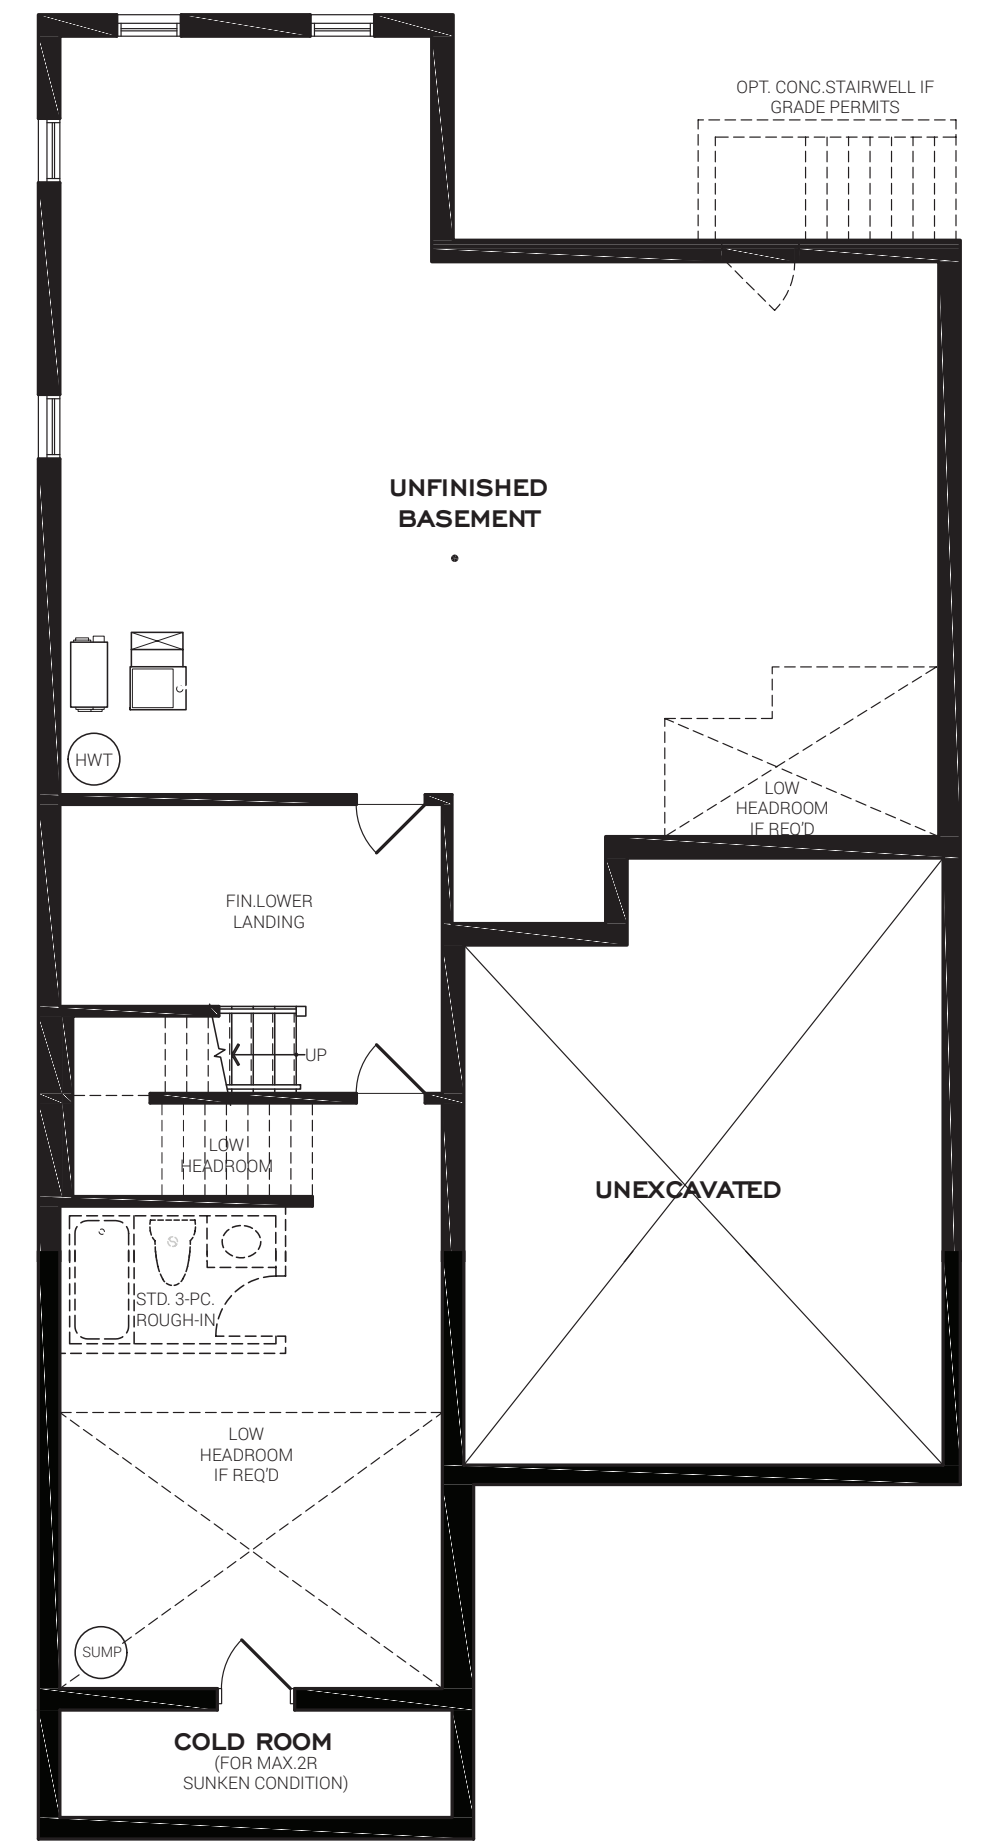 OPT. CONC.STAIRWELL IF
GRADE PERMITS
UNFINISHED
BASEMENT
HWT
LOW
HEADROOM
IF REQ'D
FIN.LOWER
LANDING
UP
LOW
HEADROOM
UNEXCAVATED
STD. 3-PC.
ROUGH-IN
LOW
HEADROOM
IF REQ'D
SUMP
COLD ROOM
(FOR MAX.2R
SUNKEN CONDITION)